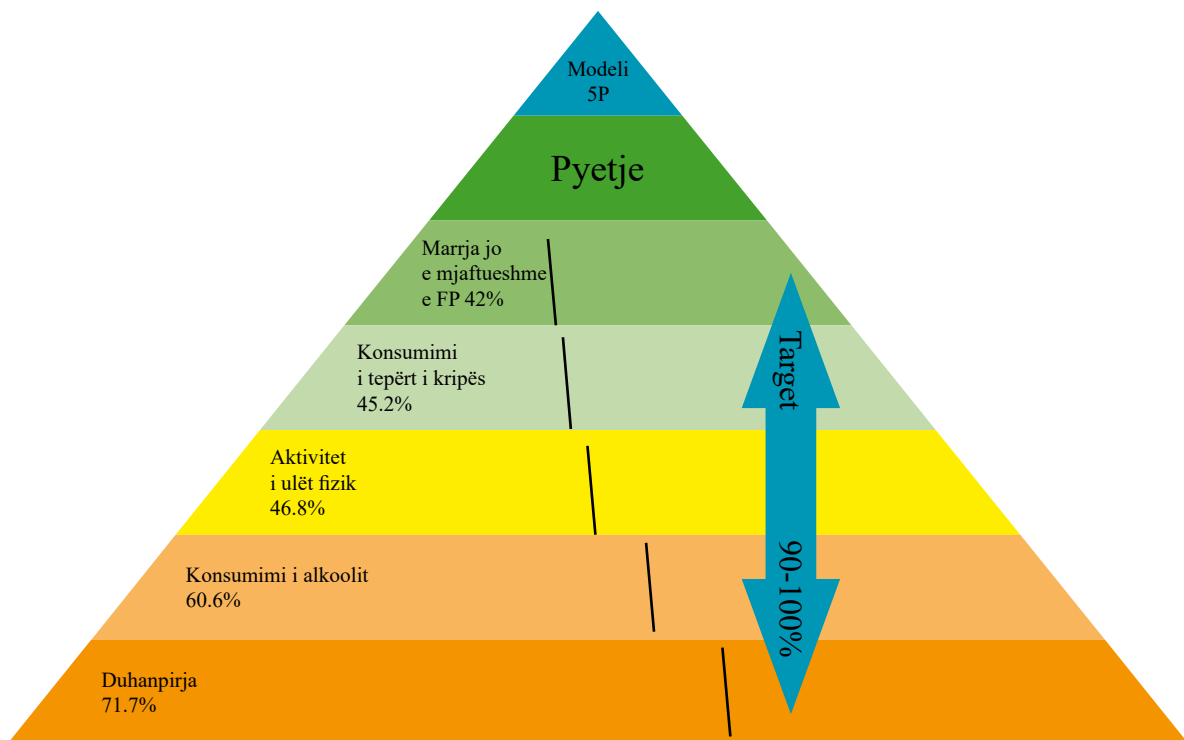 Modeli
5P
Pyetje
Marrja jo
e mjaftueshme
e FP 42%
Konsumimi
i tepërt i kripës
45.2%
Aktivitet
i ulët fizik
46.8%
Konsumimi i alkoolit
60.6%
Duhanpirja
71.7%
Target
90-100%